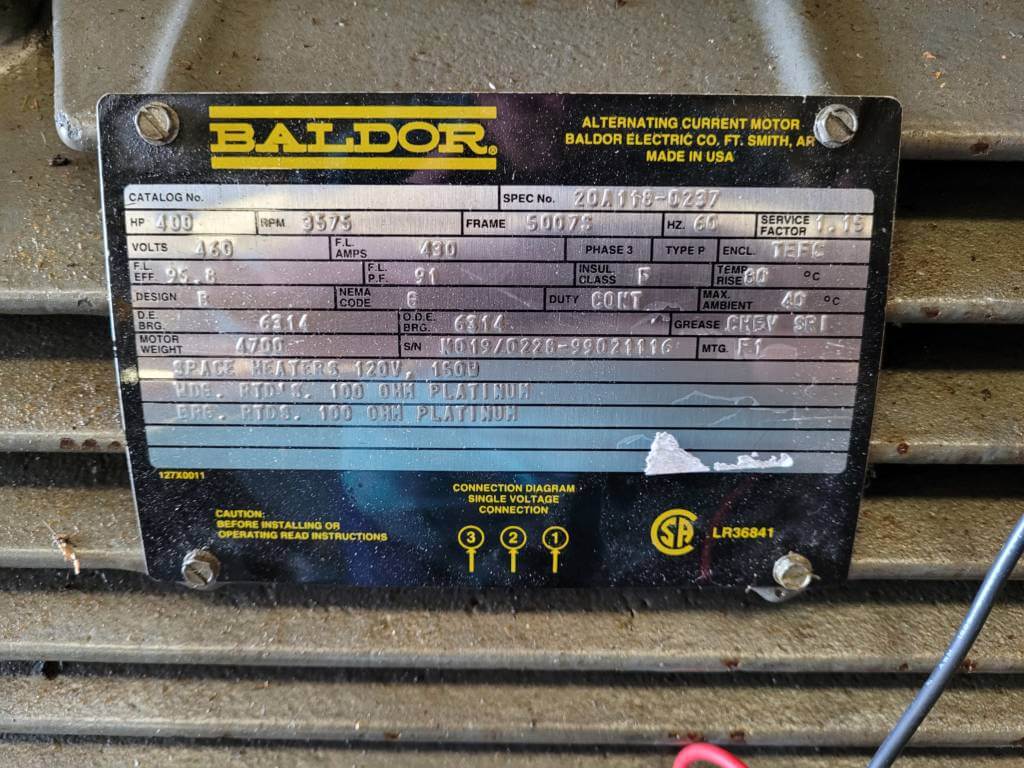 BALDOR®
ALTERNATING CURRENT MOTOR
BALDOR ELECTRIC CO, FT. SMITH, AR
MADE IN USA
CATALOG No. SPEC No. 20A118-0237
HP 400 RPM 3575 FRAME 5007S HZ. 60 SERVICE FACTOR 1.15
VOLTS 460 F.L. AMPS 430 PHASE 3 TYPE P ENCL. TEFC
F.L. EFF 95.8 F.L. P.F. 91 INSUL. CLASS F TEMP RISE 80 °C
DESIGN B NEMA CODE G DUTY CONT MAX. AMBIENT 40 °C
D.E. BRG. 6314 O.D.E. BRG. 6314 GREASE CHEV SRI
MOTOR WEIGHT 4700 S/N MTG. F1
SPACE HEATERS 120V,
WDG. RTD'S. 100 OHM PLATINUM
BRG. RTDS. 100 OHM PLATINUM
127X0011
CONNECTION DIAGRAM
SINGLE VOLTAGE
CONNECTION
CAUTION:
BEFORE INSTALLING OR
OPERATING READ INSTRUCTIONS
3 2 1
SA LR36841